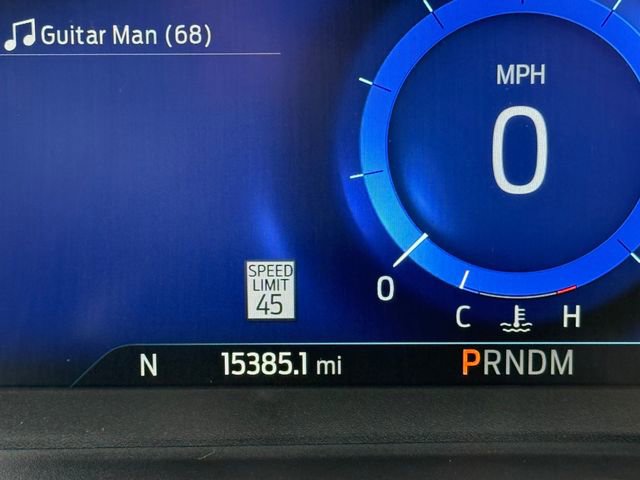 Guitar Man (68)
MPH
0
0
SPEED
LIMIT
45
C H
N 15385.1 mi PRNDM